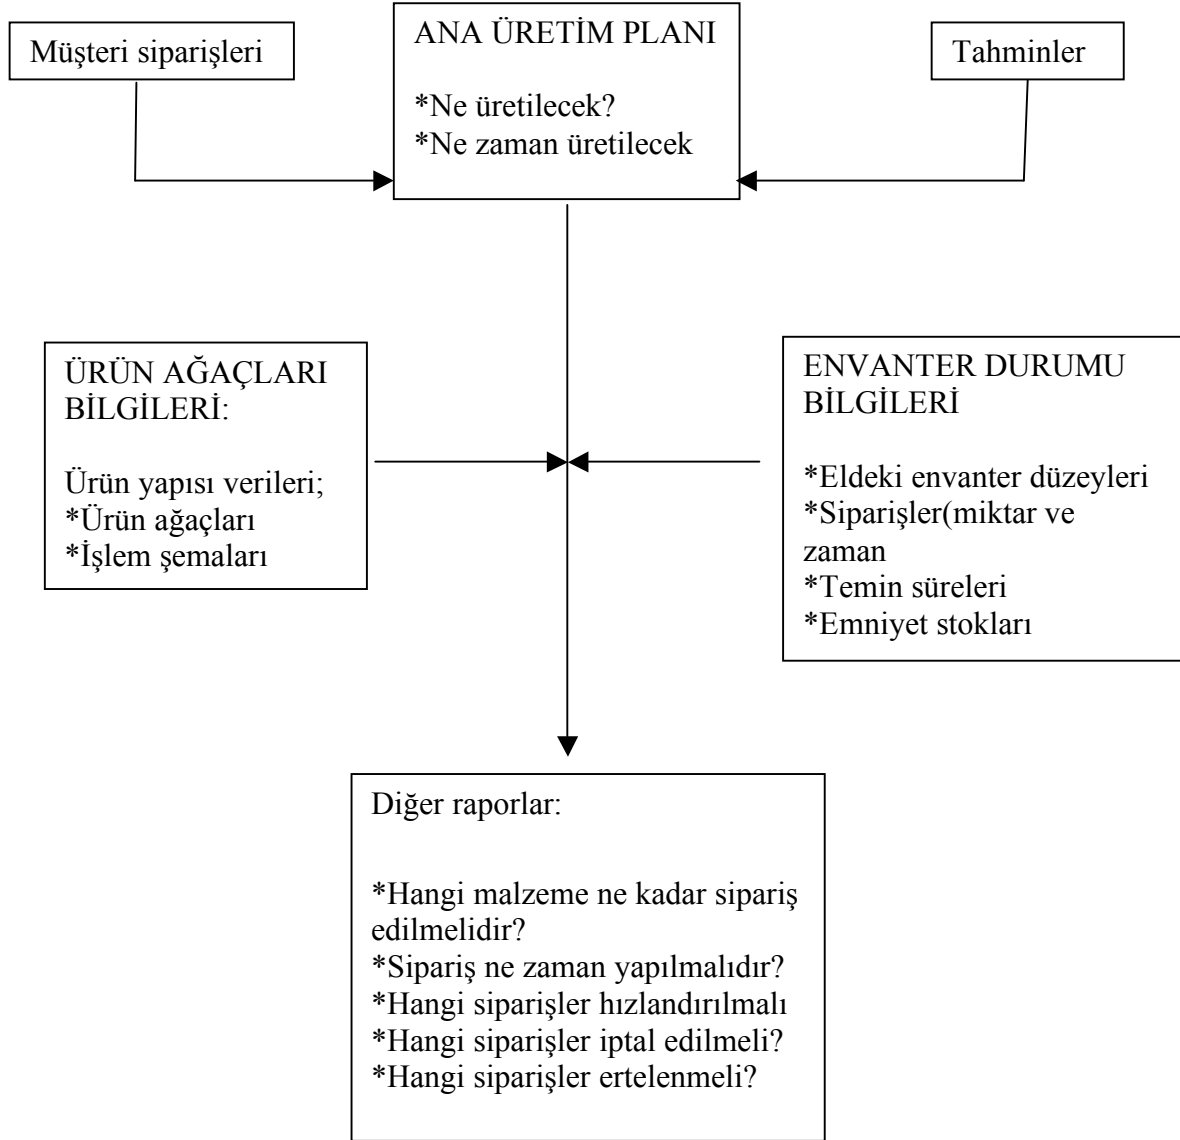 Müşteri siparişleri
ANA ÜRETİM PLANI
*Ne üretilecek?
*Ne zaman üretilecek
Tahminler
ÜRÜN AĞAÇLARI
BİLGİLERİ:
Ürün yapısı verileri;
*Ürün ağaçları
*İşlem şemaları
ENVANTER DURUMU
BİLGİLERİ
*Eldeki envanter düzeyleri
*Siparişler(miktar ve
zaman
*Temin süreleri
*Emniyet stokları
Diğer raporlar:
*Hangi malzeme ne kadar sipariş
edilmelidir?
*Sipariş ne zaman yapılmalıdır?
*Hangi siparişler hızlandırılmalı
*Hangi siparişler iptal edilmeli?
*Hangi siparişler ertelenmeli?